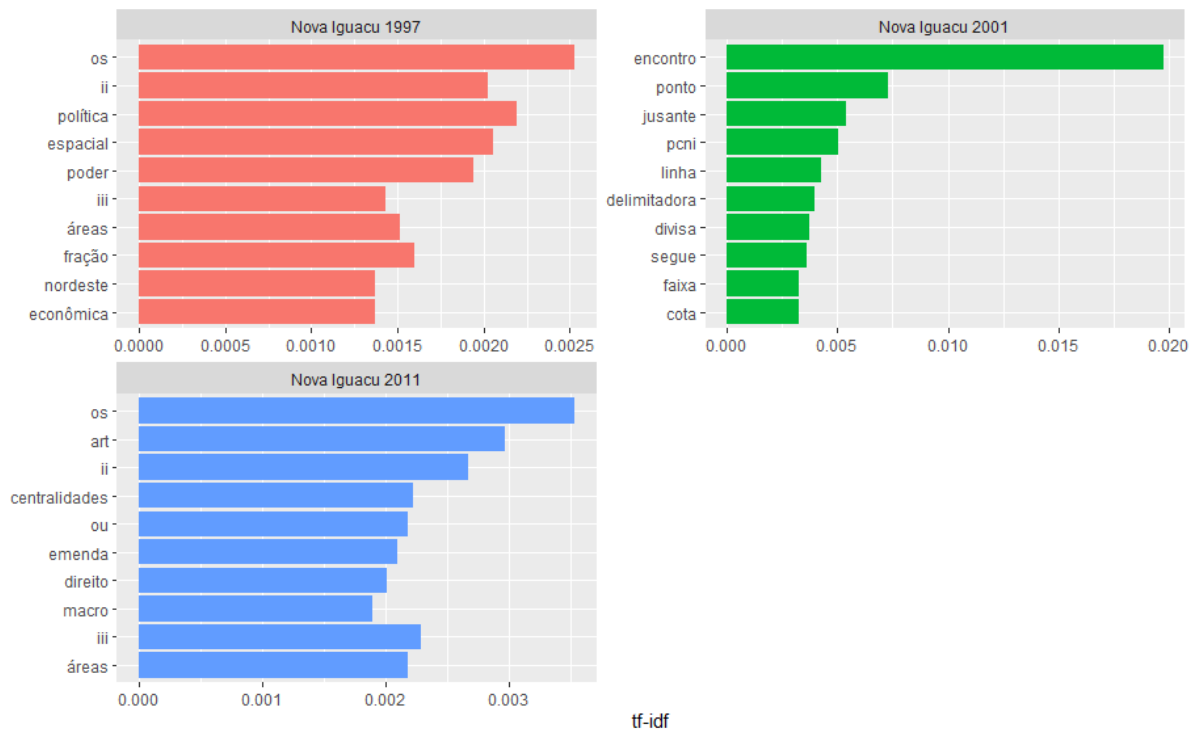 Nova Iguacu 1997
os
ii
política
espacial
poder
iii
áreas
fração
nordeste
econômica
0.0000 0.0005 0.0010 0.0015 0.0020 0.0025
Nova Iguacu 2001
encontro
ponto
jusante
pcni
linha
delimitadora
divisa
segue
faixa
cota
0.000 0.005 0.010 0.015 0.020
Nova Iguacu 2011
os
art
ii
centralidades
ou
emenda
direito
macro
iii
áreas
0.000 0.001 0.002 0.003
tf-idf